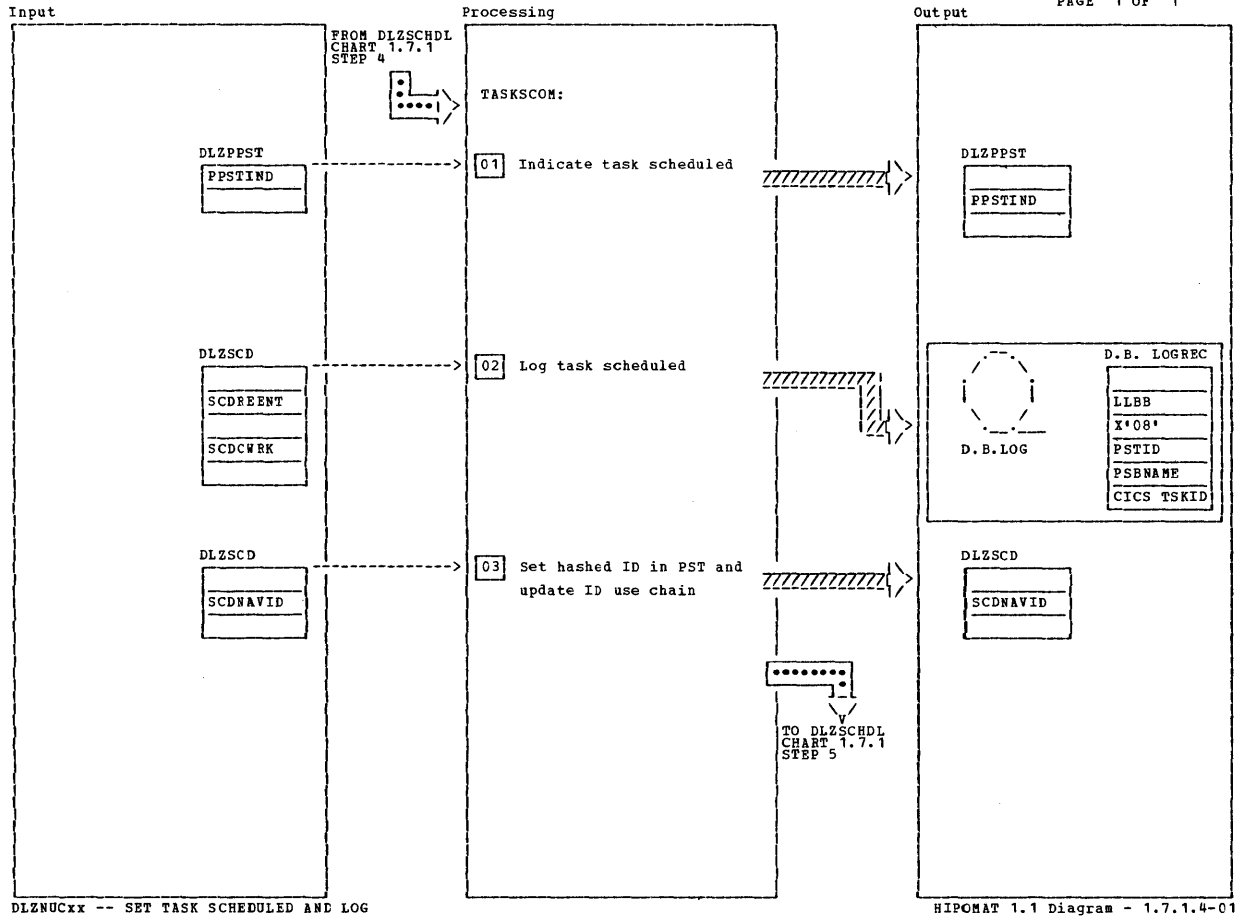 PAGE 1 OF 1
Input
Processing
Output
FROM DLZSCHDL
CHART 1.7.1
STEP 4
TASKSCOM:
DLZPPST
PPSTIND
01 Indicate task scheduled
DLZPPST
PPSTIND
DLZSCD
SCDREENT
SCDCWRK
02 Log task scheduled
D.B.LOG
D.B. LOGREC
LLBB
X'08'
PSTID
PSBNAME
CICS TSKID
DLZSCD
SCDNAVID
03 Set hashed ID in PST and
update ID use chain
DLZSCD
SCDNAVID
TO DLZSCHDL
CHART 1.7.1
STEP 5
DLZNUCxx -- SET TASK SCHEDULED AND LOG
HIPOMAT 1.1 Diagram - 1.7.1.4-01